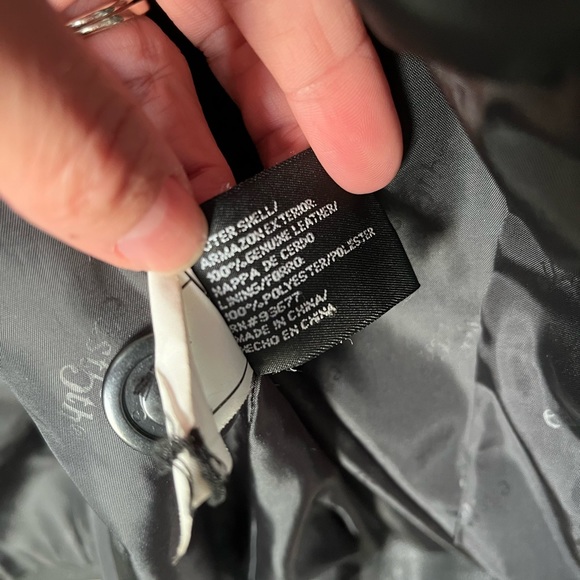 OUTER SHELL/
ARMAZON EXTERIOR:
100% GENUINE LEATHER/
NAPPA DE CERDO
LINING/FORRO:
100% POLYESTER/POLIESTER
RN#93677
MADE IN CHINA/
HECHO EN CHINA